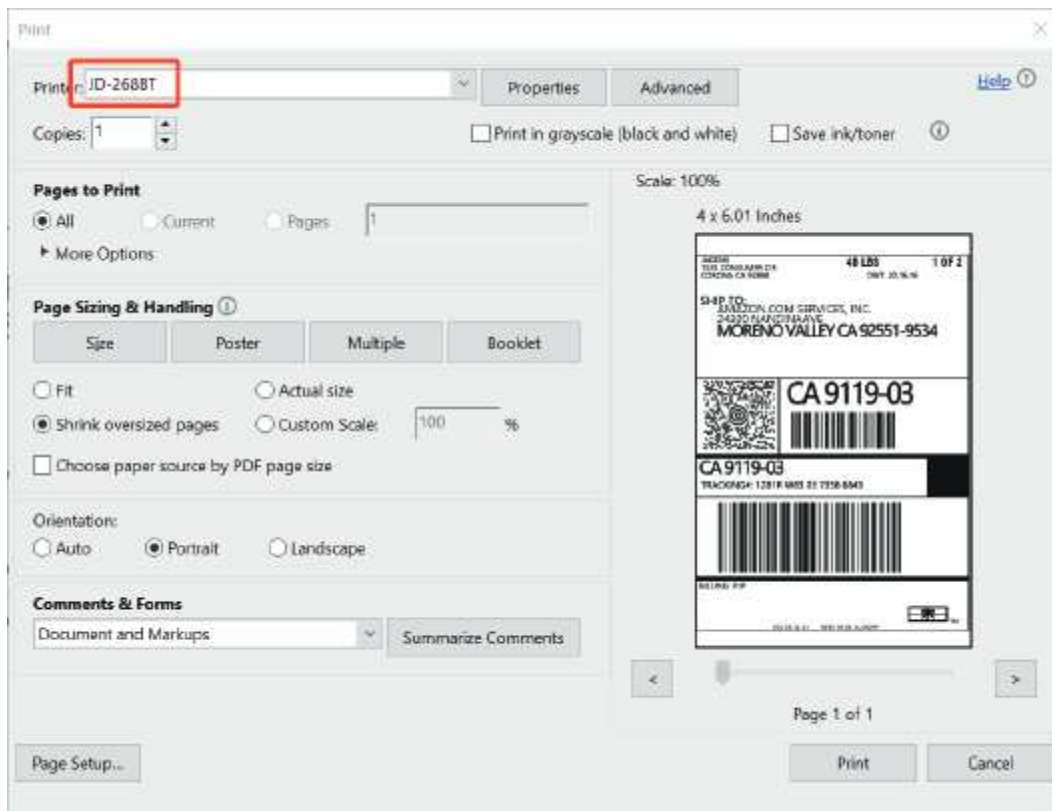 Print
Printer: JD-268BT Properties Advanced Help
Copies: 1 Print in grayscale (black and white) Save ink/toner
Pages to Print
All Current Pages 1
More Options
Page Sizing & Handling
Size Poster Multiple Booklet
Fit Actual size
Shrink oversized pages Custom Scale: 100 %
Choose paper source by PDF page size
Orientation:
Auto Portrait Landscape
Comments & Forms
Document and Markups Summarize Comments
Scale: 100%
4 x 6.01 Inches
48 LBS 1 OF 2
SHIP TO:
AMAZON.COM SERVICES, INC.
MORENO VALLEY CA 92551-9534
CA 9119-03
CA 9119-03
< >
Page 1 of 1
Page Setup... Print Cancel